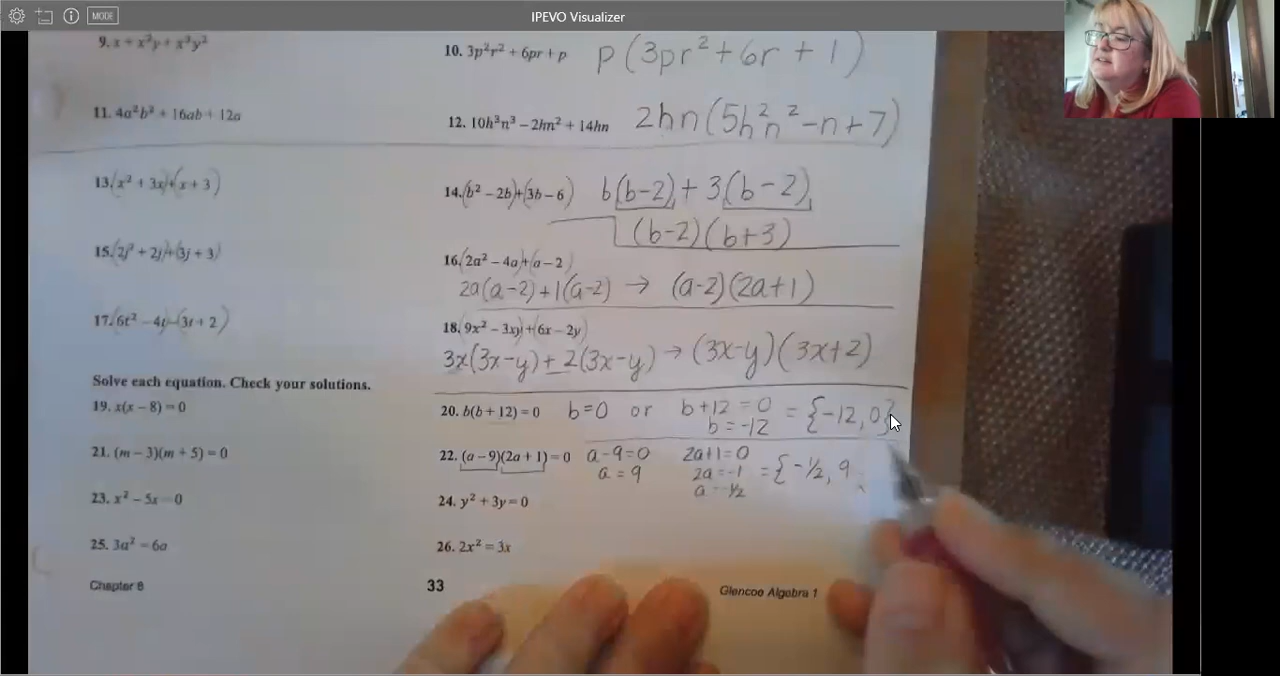 MODE
IPEVO Visualizer
9. x + x²y + x³y²
10. 3p²r² + 6pr + p p(3pr² + 6r + 1)
11. 4a²b² + 16ab + 12a
12. 10h³n³ – 2hn² + 14hn 2hn(5h²n² - n + 7)
13. (x² + 3x) + (x + 3)
14. (b² – 2b) + (3b – 6) b(b-2) + 3(b-2)
(b-2)(b+3)
15. (2j² + 2j) + (3j + 3)
16. (2a² – 4a) + (a – 2)
2a(a-2) + 1(a-2) → (a-2)(2a+1)
17. (6t² – 4t) – (3t + 2)
18. (9x² – 3xy) + (6x – 2y)
3x(3x-y) + 2(3x-y) → (3x-y)(3x+2)
Solve each equation. Check your solutions.
19. x(x – 8) = 0
20. b(b + 12) = 0 b=0 or b+12=0 = {-12, 0}
b=-12
21. (m – 3)(m + 5) = 0
22. (a – 9)(2a + 1) = 0 a-9=0 2a+1=0
a=9 2a=-1 = {-½, 9
a=-½
23. x² – 5x = 0
24. y² + 3y = 0
25. 3a² = 6a
26. 2x² = 3x
Chapter 8
33
Glencoe Algebra 1